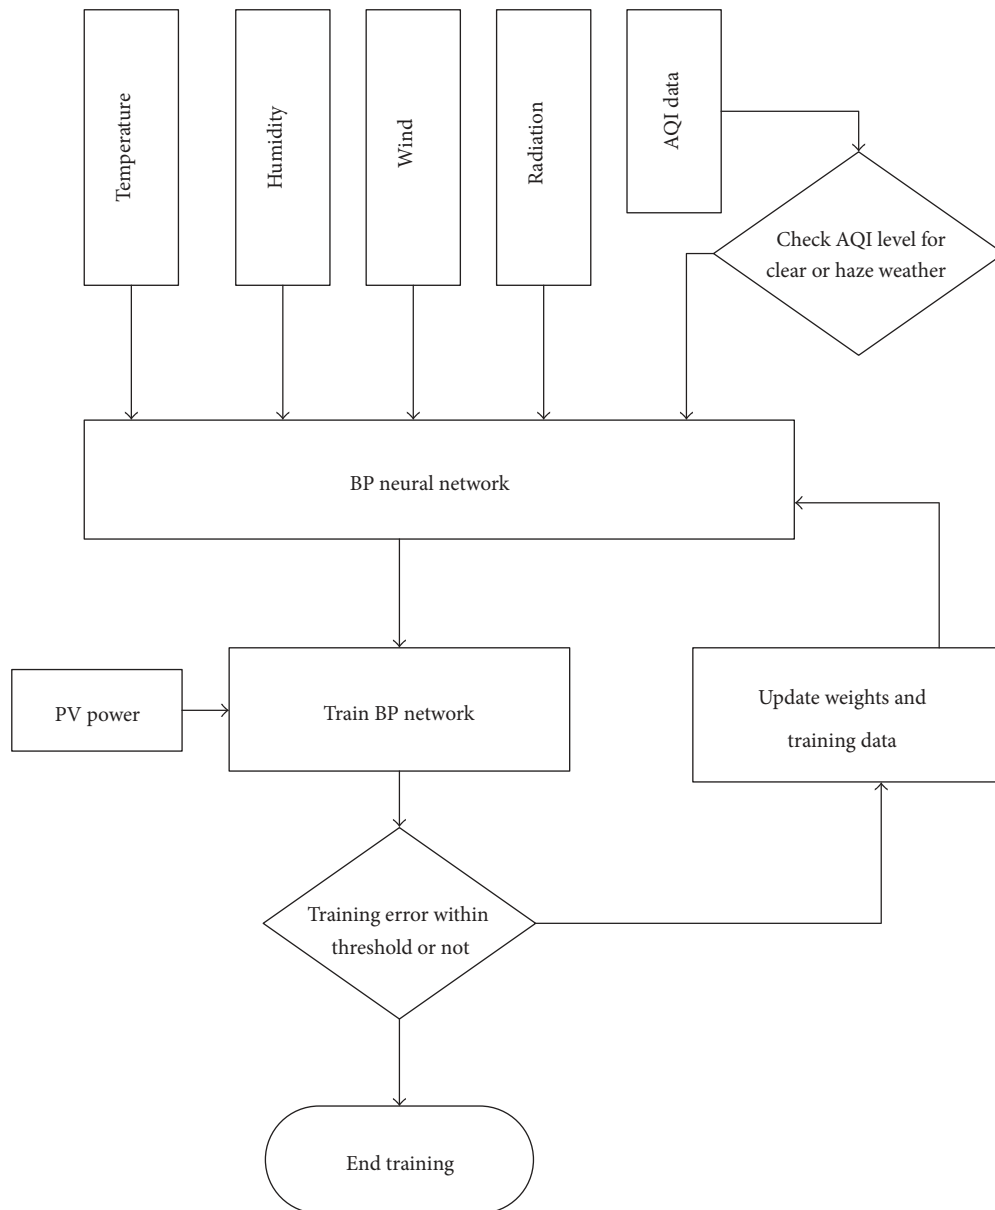 Temperature
Humidity
Wind
Radiation
AQI data
Check AQI level for
clear or haze weather
BP neural network
PV power
Train BP network
Update weights and
training data
Training error within
threshold or not
End training